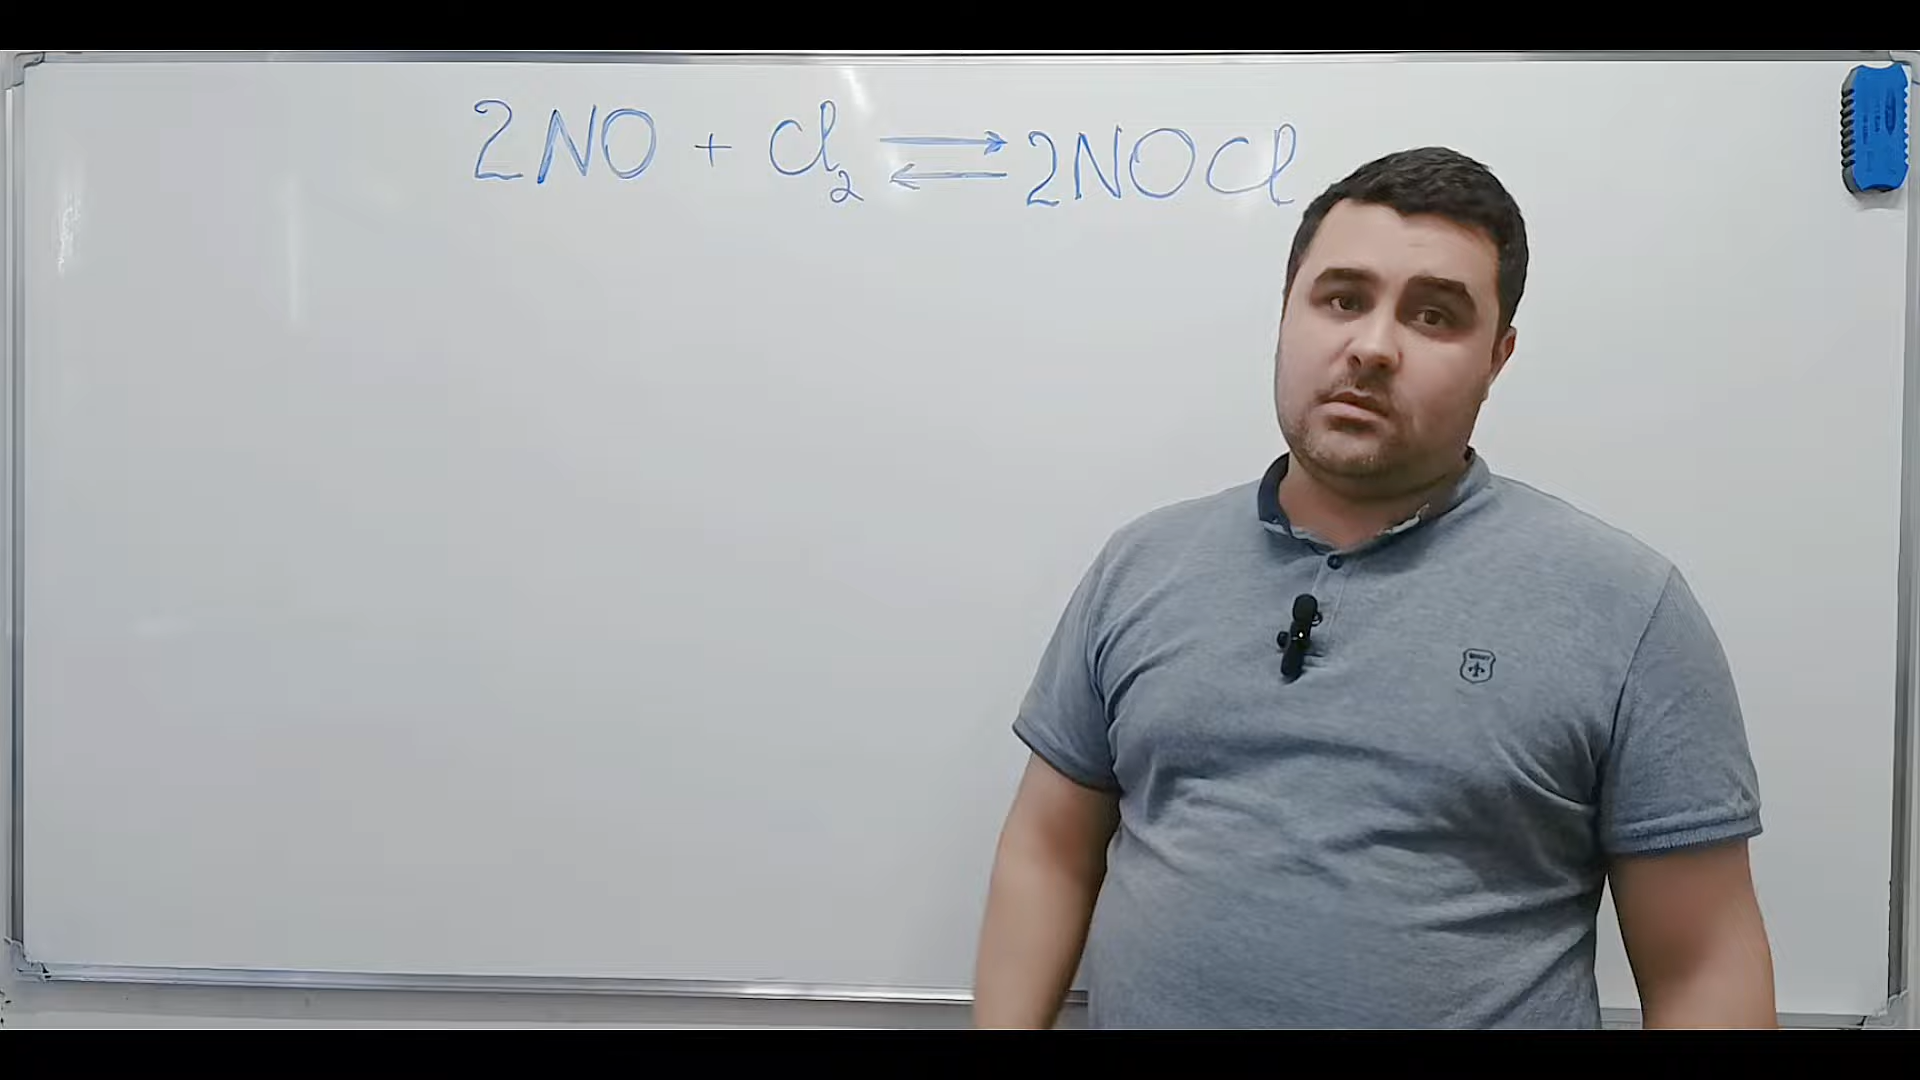 2NO + Cl₂ ⇌ 2NOCl